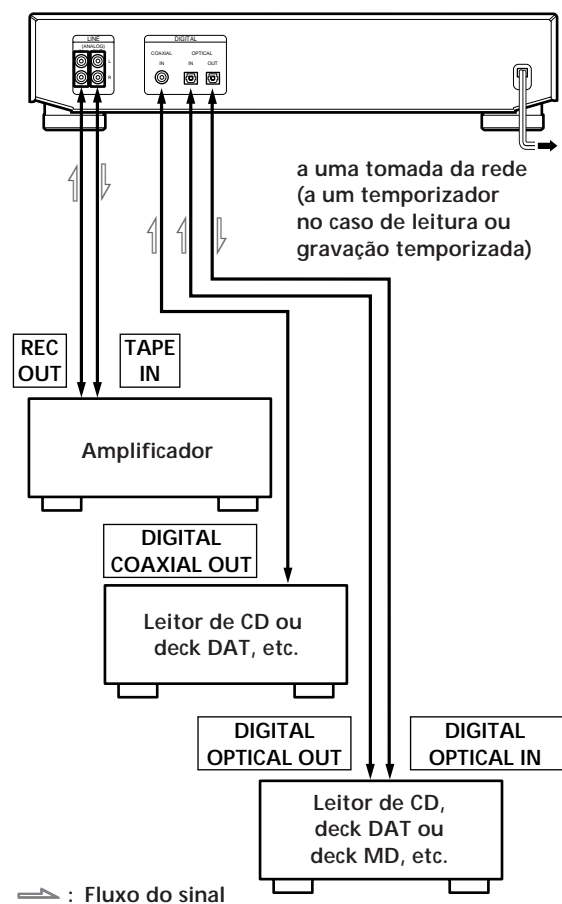 LINE
(ANALOG)
L
R
DIGITAL
COAXIAL
OPTICAL
IN
IN
OUT
a uma tomada da rede
(a um temporizador
no caso de leitura ou
gravação temporizada)
REC
OUT
TAPE
IN
Amplificador
DIGITAL
COAXIAL OUT
Leitor de CD ou
deck DAT, etc.
DIGITAL
OPTICAL OUT
DIGITAL
OPTICAL IN
Leitor de CD,
deck DAT ou
deck MD, etc.
: Fluxo do sinal